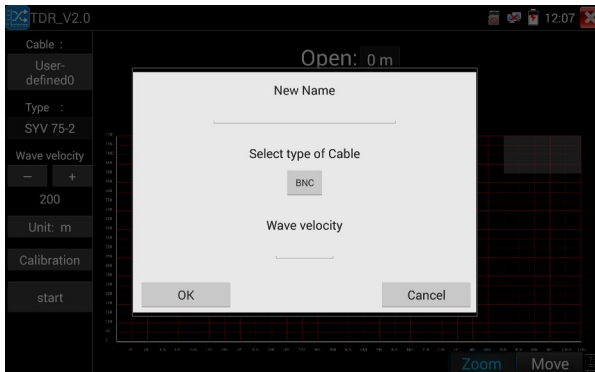 TDR_V2.0
12:07
Cable :
User-
defined0
Type :
SYV 75-2
Wave velocity
— +
200
Unit: m
Calibration
start
Open: 0 m
New Name
Select type of Cable
BNC
Wave velocity
OK
Cancel
Zoom
Move